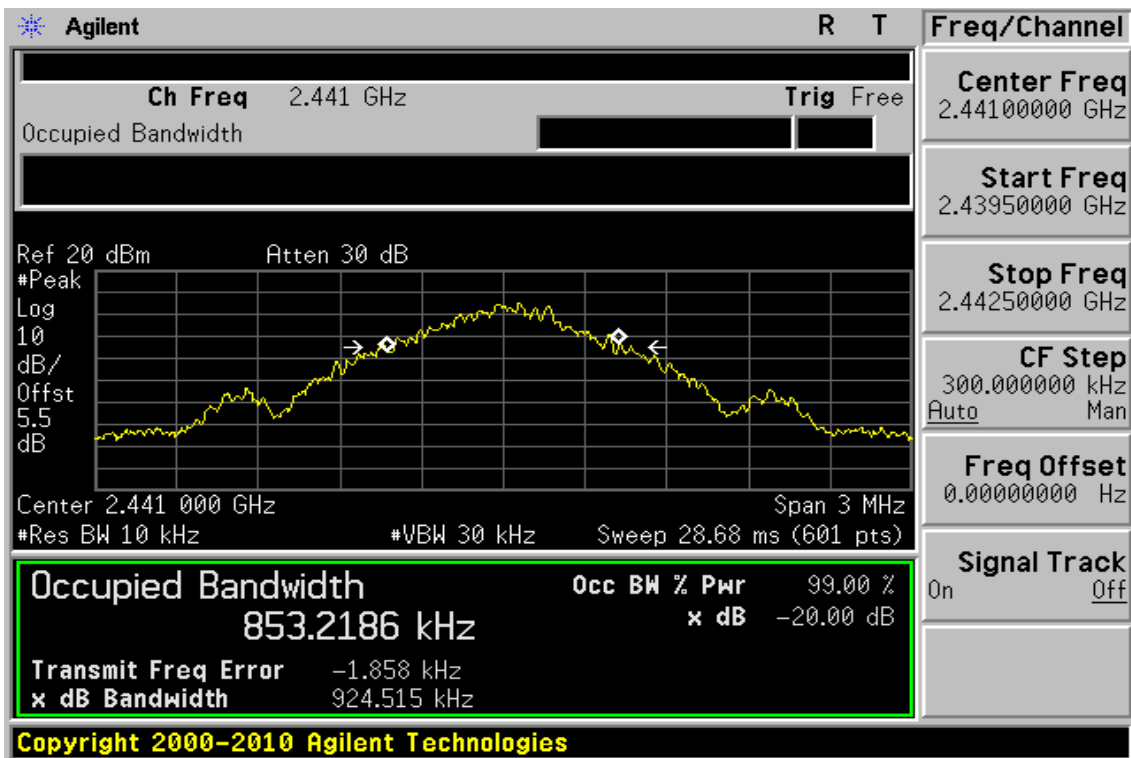 Agilent R T
Freq/Channel
Ch Freq 2.441 GHz Trig Free
Occupied Bandwidth
Center Freq
2.44100000 GHz
Start Freq
2.43950000 GHz
Stop Freq
2.44250000 GHz
CF Step
300.000000 kHz
Auto Man
Freq Offset
0.00000000 Hz
Signal Track
On Off
Ref 20 dBm Atten 30 dB
#Peak
Log
10
dB/
Offst
5.5
dB
Center 2.441 000 GHz Span 3 MHz
#Res BW 10 kHz #VBW 30 kHz Sweep 28.68 ms (601 pts)
Occupied Bandwidth Occ BW % Pwr 99.00 %
853.2186 kHz x dB -20.00 dB
Transmit Freq Error -1.858 kHz
x dB Bandwidth 924.515 kHz
Copyright 2000-2010 Agilent Technologies